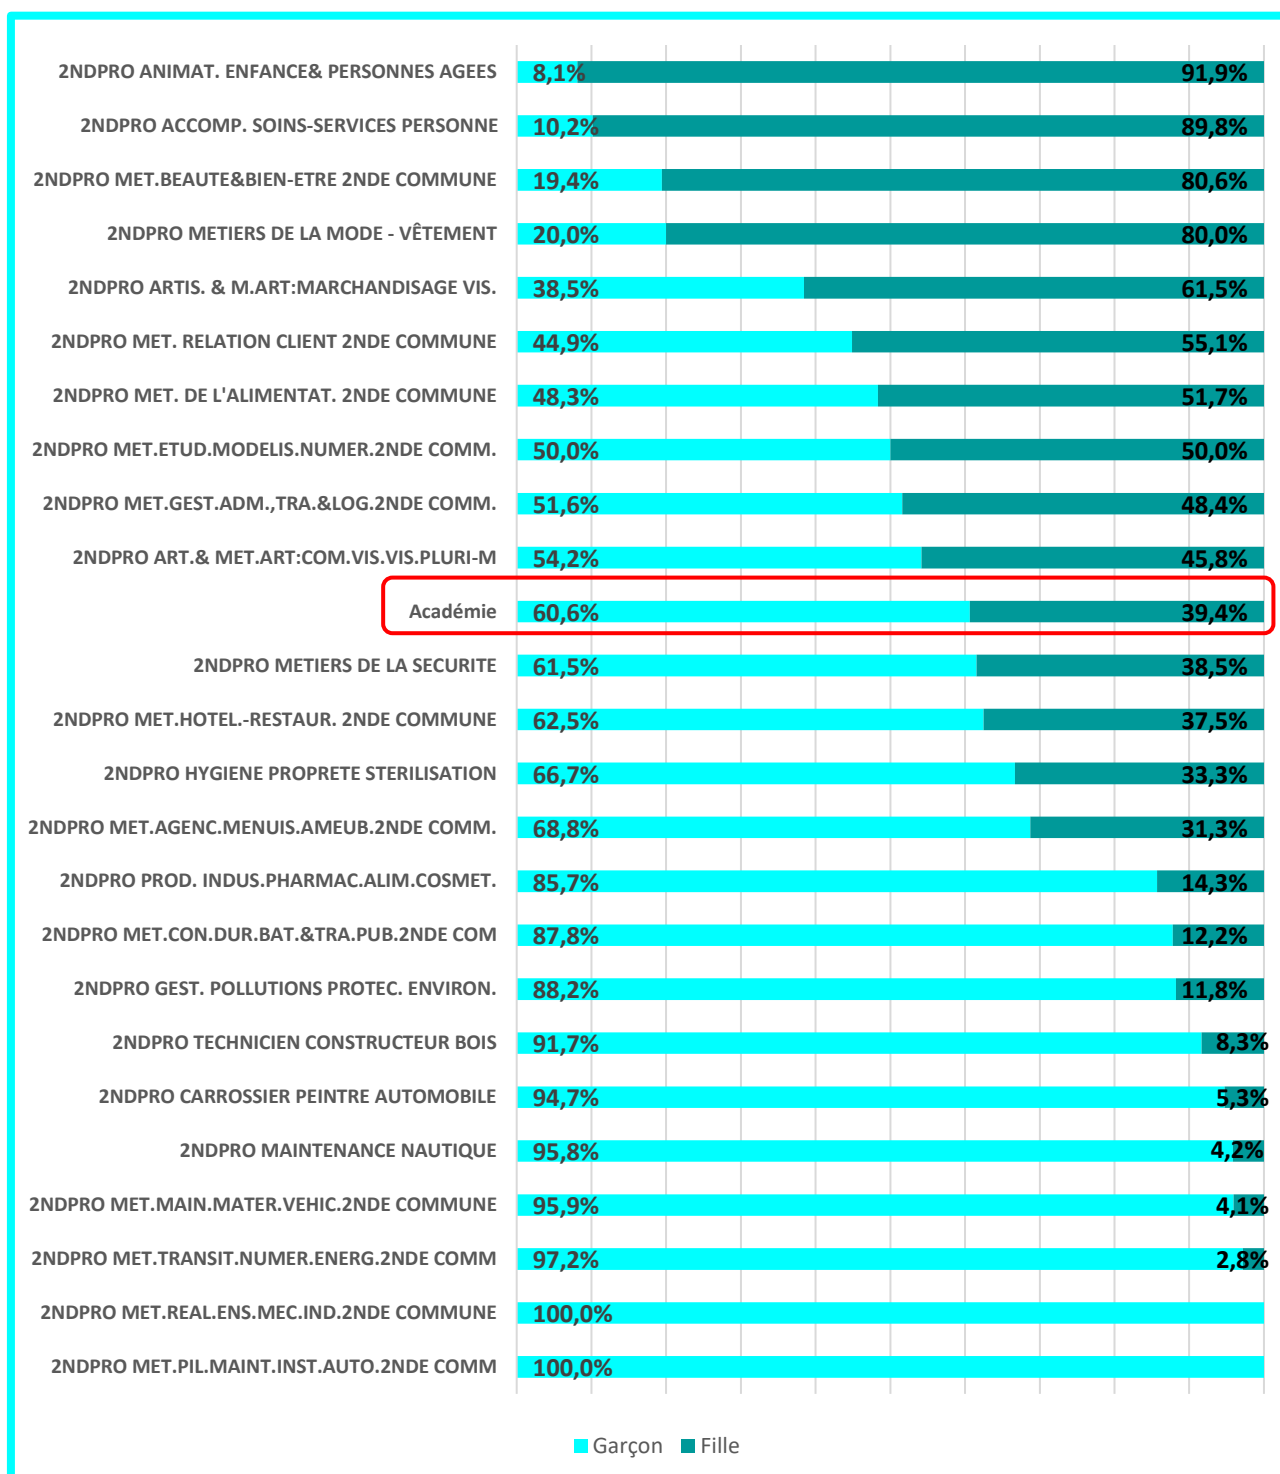 2NDPRO ANIMAT. ENFANCE& PERSONNES AGEES 8,1% 91,9%
2NDPRO ACCOMP. SOINS-SERVICES PERSONNE 10,2% 89,8%
2NDPRO MET.BEAUTE&BIEN-ETRE 2NDE COMMUNE 19,4% 80,6%
2NDPRO METIERS DE LA MODE - VÊTEMENT 20,0% 80,0%
2NDPRO ARTIS. & M.ART:MARCHANDISAGE VIS. 38,5% 61,5%
2NDPRO MET. RELATION CLIENT 2NDE COMMUNE 44,9% 55,1%
2NDPRO MET. DE L'ALIMENTAT. 2NDE COMMUNE 48,3% 51,7%
2NDPRO MET.ETUD.MODELIS.NUMER.2NDE COMM. 50,0% 50,0%
2NDPRO MET.GEST.ADM.,TRA.&LOG.2NDE COMM. 51,6% 48,4%
2NDPRO ART.& MET.ART:COM.VIS.VIS.PLURI-M 54,2% 45,8%
Académie 60,6% 39,4%
2NDPRO METIERS DE LA SECURITE 61,5% 38,5%
2NDPRO MET.HOTEL.-RESTAUR. 2NDE COMMUNE 62,5% 37,5%
2NDPRO HYGIENE PROPRETE STERILISATION 66,7% 33,3%
2NDPRO MET.AGENC.MENUIS.AMEUB.2NDE COMM. 68,8% 31,3%
2NDPRO PROD. INDUS.PHARMAC.ALIM.COSMET. 85,7% 14,3%
2NDPRO MET.CON.DUR.BAT.&TRA.PUB.2NDE COM 87,8% 12,2%
2NDPRO GEST. POLLUTIONS PROTEC. ENVIRON. 88,2% 11,8%
2NDPRO TECHNICIEN CONSTRUCTEUR BOIS 91,7% 8,3%
2NDPRO CARROSSIER PEINTRE AUTOMOBILE 94,7% 5,3%
2NDPRO MAINTENANCE NAUTIQUE 95,8% 4,2%
2NDPRO MET.MAIN.MATER.VEHIC.2NDE COMMUNE 95,9% 4,1%
2NDPRO MET.TRANSIT.NUMER.ENERG.2NDE COMM 97,2% 2,8%
2NDPRO MET.REAL.ENS.MEC.IND.2NDE COMMUNE 100,0%
2NDPRO MET.PIL.MAINT.INST.AUTO.2NDE COMM 100,0%
Garçon Fille